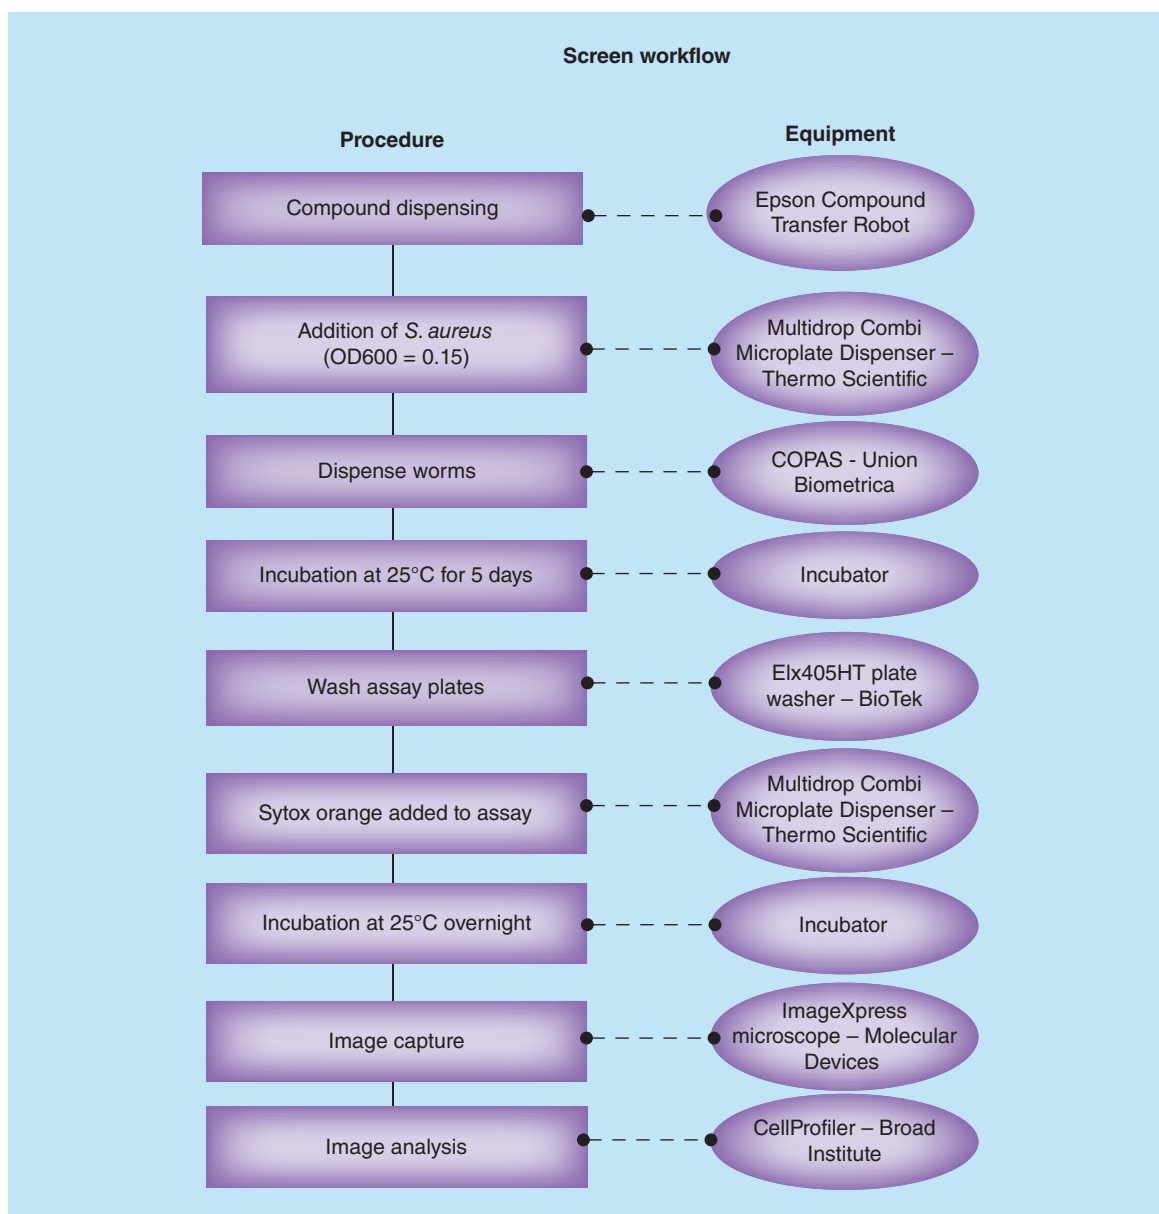 Screen workflow
Procedure
Equipment
Compound dispensing
Epson Compound
Transfer Robot
Addition of S. aureus
(OD600 = 0.15)
Multidrop Combi
Microplate Dispenser –
Thermo Scientific
Dispense worms
COPAS - Union
Biometrica
Incubation at 25°C for 5 days
Incubator
Wash assay plates
Elx405HT plate
washer – BioTek
Sytox orange added to assay
Multidrop Combi
Microplate Dispenser –
Thermo Scientific
Incubation at 25°C overnight
Incubator
Image capture
ImageXpress
microscope – Molecular
Devices
Image analysis
CellProfiler – Broad
Institute